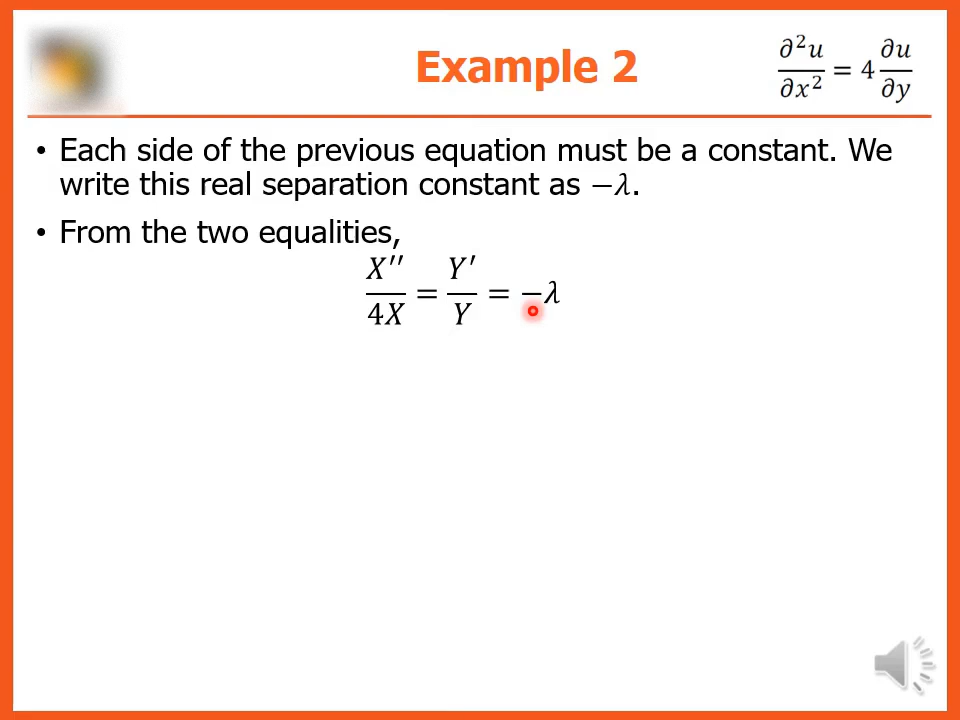 Example 2
∂²u/∂x² = 4 ∂u/∂y
• Each side of the previous equation must be a constant. We
write this real separation constant as −λ.
• From the two equalities,
X′′/4X = Y′/Y = −λ